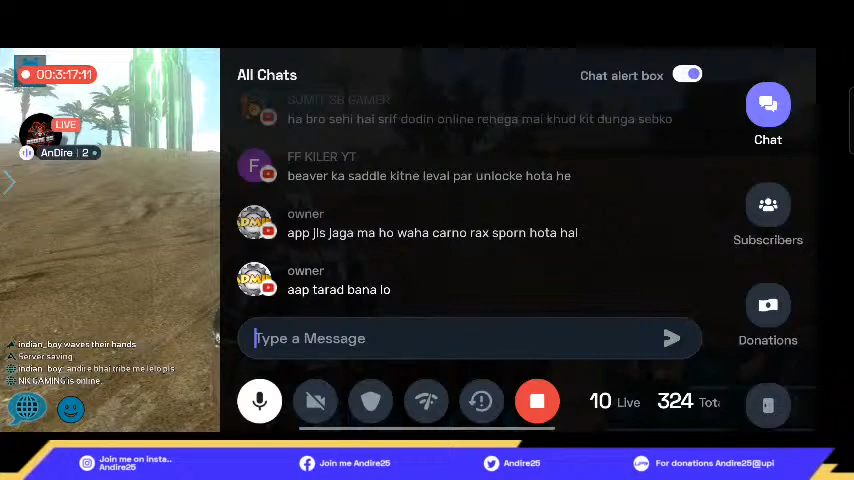 00:3:17:11
LIVE
AnDire | 2
All Chats
Chat alert box
SUMIT SB GAMER
ha bro sehi hai srif dodin online rehega mai khud kit dunga sebko
F
FF KILER YT
beaver ka saddle kitne leval par unlocke hota he
owner
app jis jaga ma ho waha carno rax sporn hota hai
owner
aap tarad bana lo
Type a Message
Chat
Subscribers
Donations
10 Live
324 Tota
indian_boy waves their hands
Server saving
indian_boy: andire bhai tribe me lelo pls
NK GAMING is online.
Join me on insta..
Andire25
Join me Andire25
Andire25
For donations Andire25@upi